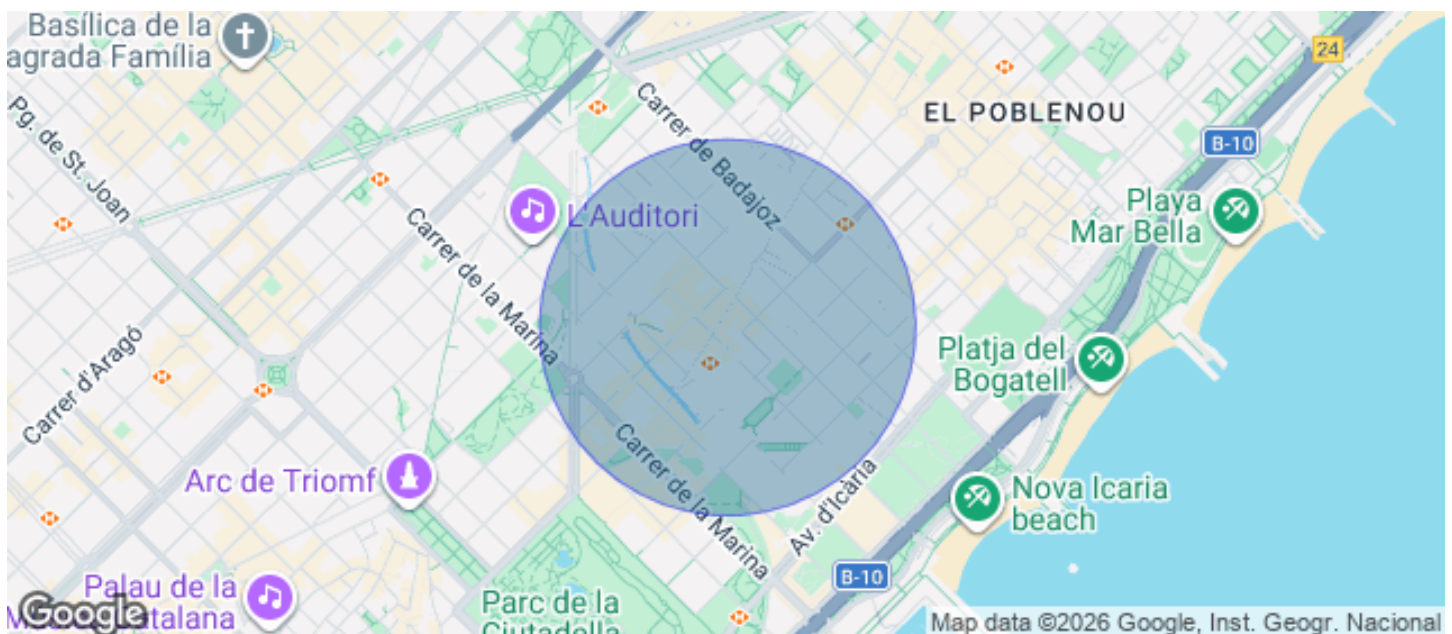 Basílica de la
agrada Família
24
Carrer de Badajoz
EL POBLENOU
B-10
Pg. de St. Joan
Playa
Mar Bella
L'Auditori
Carrer de la Marina
Carrer d'Aragó
Platja del
Bogatell
Arc de Triomf
Carrer de la Marina
Av. d'Icària
Nova Icaria
beach
B-10
Palau de la
Parc de la
Ciutadella
Google
Map data ©2026 Google, Inst. Geogr. Nacional